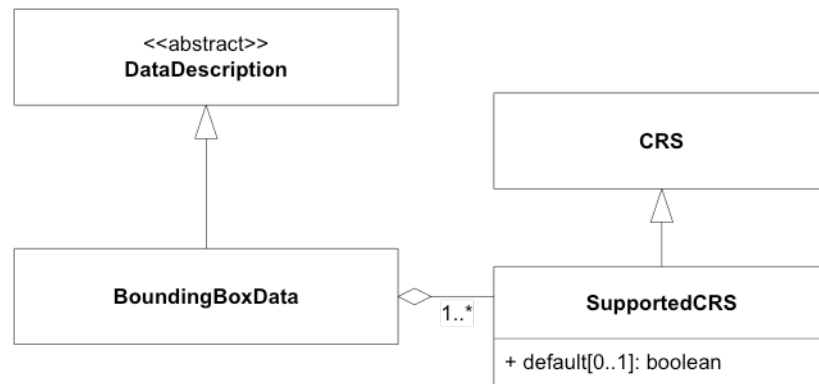 <<abstract>>
DataDescription
CRS
BoundingBoxData
1..*
SupportedCRS
+ default[0..1]: boolean